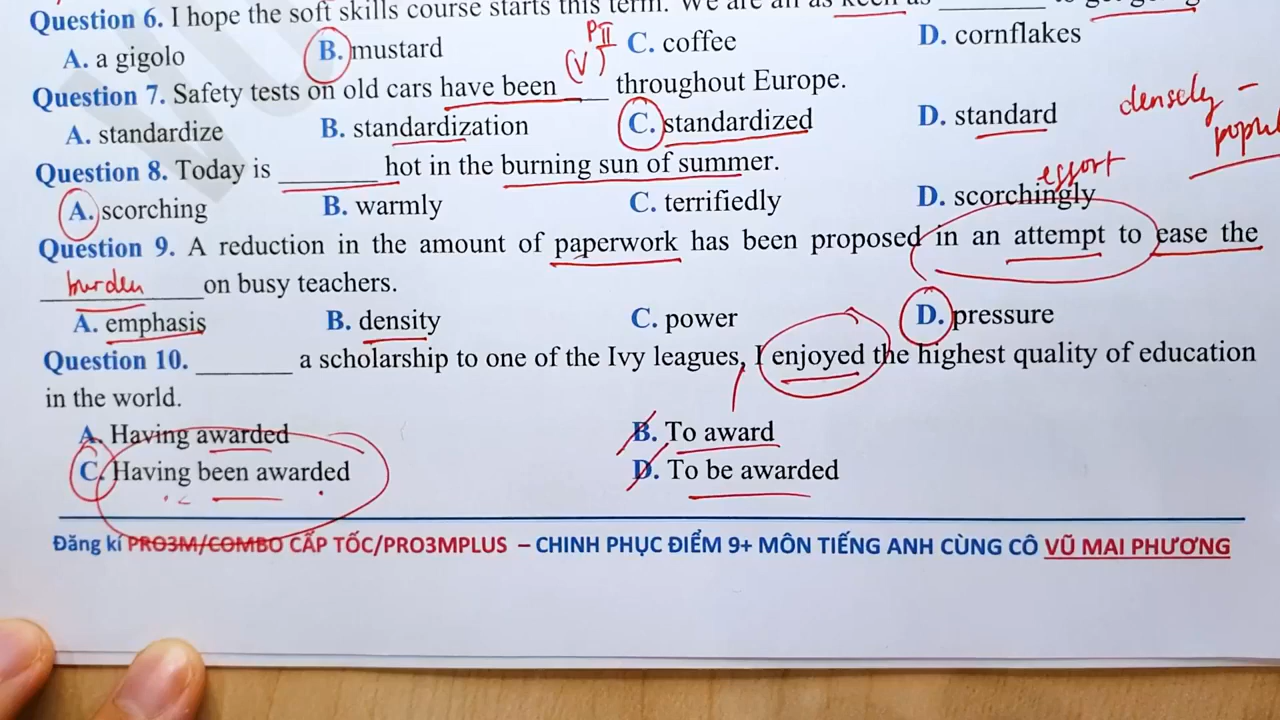 Question 6. I hope the soft skills course starts this term. We are all as keen as ________ to get going
A. a gigolo B. mustard C. coffee D. cornflakes
PII
(V)
Question 7. Safety tests on old cars have been ____ throughout Europe.
A. standardize B. standardization C. standardized D. standard
densely -
Question 8. Today is ________ hot in the burning sun of summer.
effort
A. scorching B. warmly C. terrifiedly D. scorchingly
Question 9. A reduction in the amount of paperwork has been proposed in an attempt to ease the
burden on busy teachers.
A. emphasis B. density C. power D. pressure
Question 10. ________ a scholarship to one of the Ivy leagues, I enjoyed the highest quality of education
in the world.
A. Having awarded B. To award
C. Having been awarded D. To be awarded
Đăng kí PRO3M/COMBO CẤP TỐC/PRO3MPLUS – CHINH PHỤC ĐIỂM 9+ MÔN TIẾNG ANH CÙNG CÔ VŨ MAI PHƯƠNG